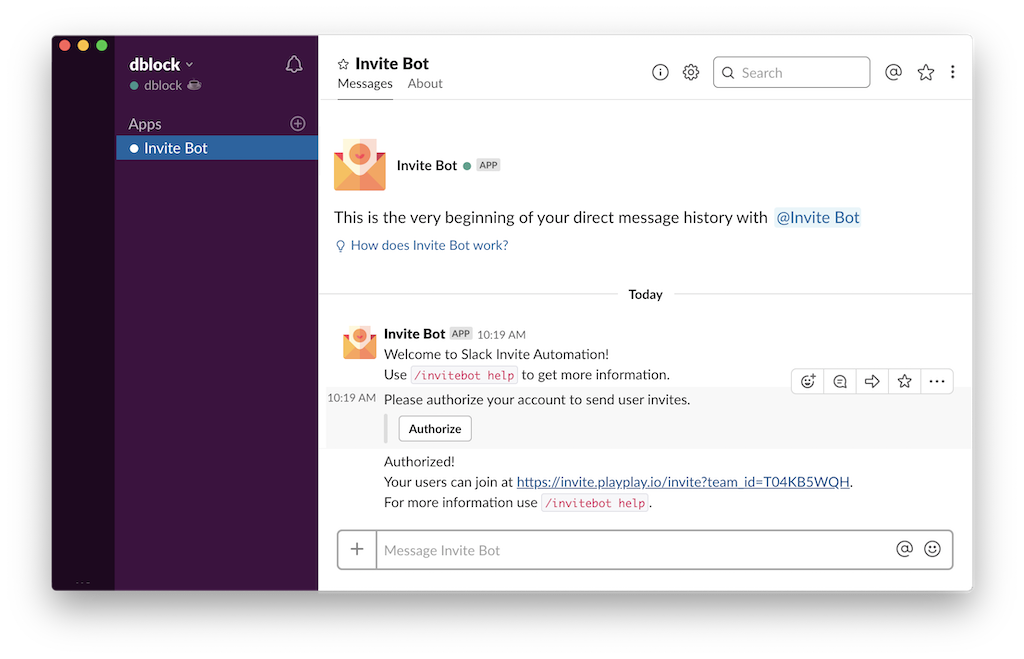 dblock
dblock
Apps
Invite Bot
Invite Bot
Messages About
Search
Invite Bot APP
This is the very beginning of your direct message history with @Invite Bot
How does Invite Bot work?
Today
Invite Bot APP 10:19 AM
Welcome to Slack Invite Automation!
Use /invitebot help to get more information.
10:19 AM Please authorize your account to send user invites.
Authorize
Authorized!
Your users can join at https://invite.playplay.io/invite?team_id=T04KB5WQH.
For more information use /invitebot help.
Message Invite Bot